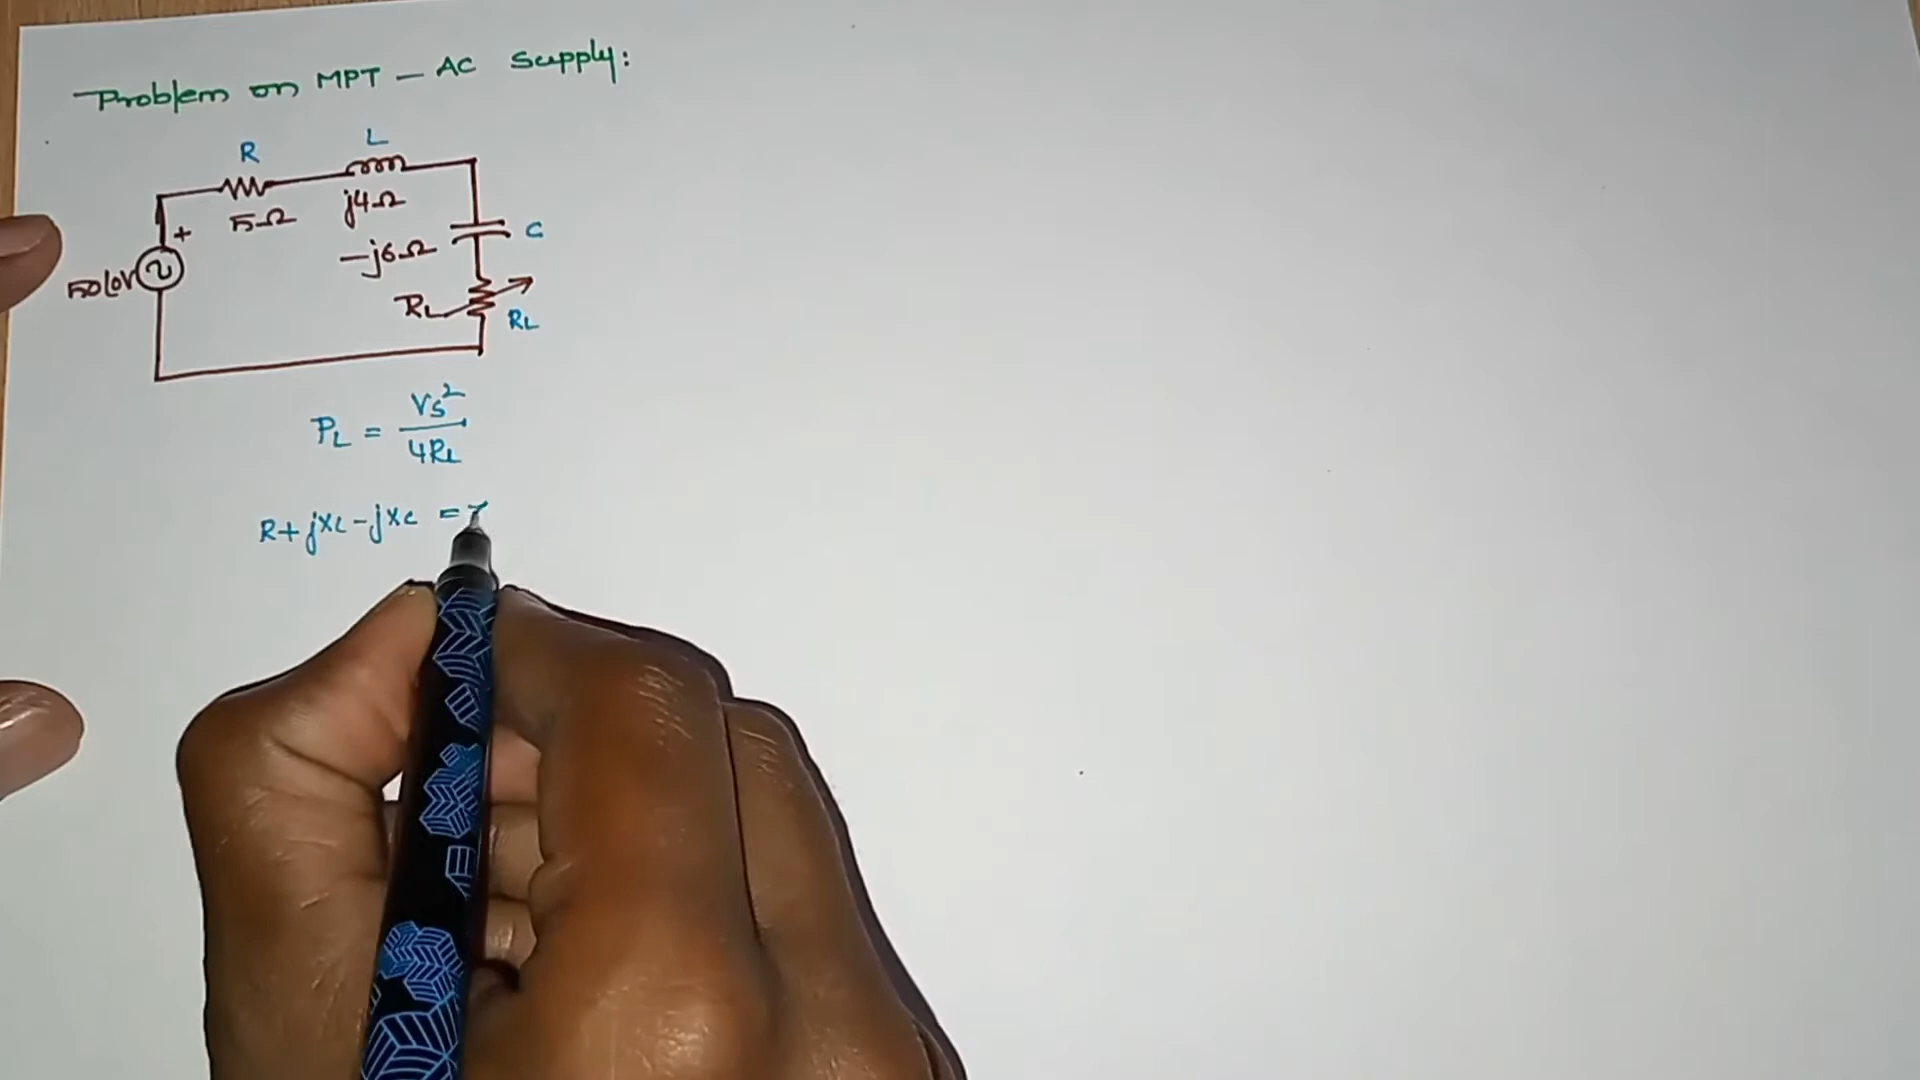 Problem on MPT - AC Supply:
R
L
5Ω
j4Ω
+
-j6Ω
C
50∠0V
RL
RL
PL = Vs²/4RL
R + jXL - jXC =